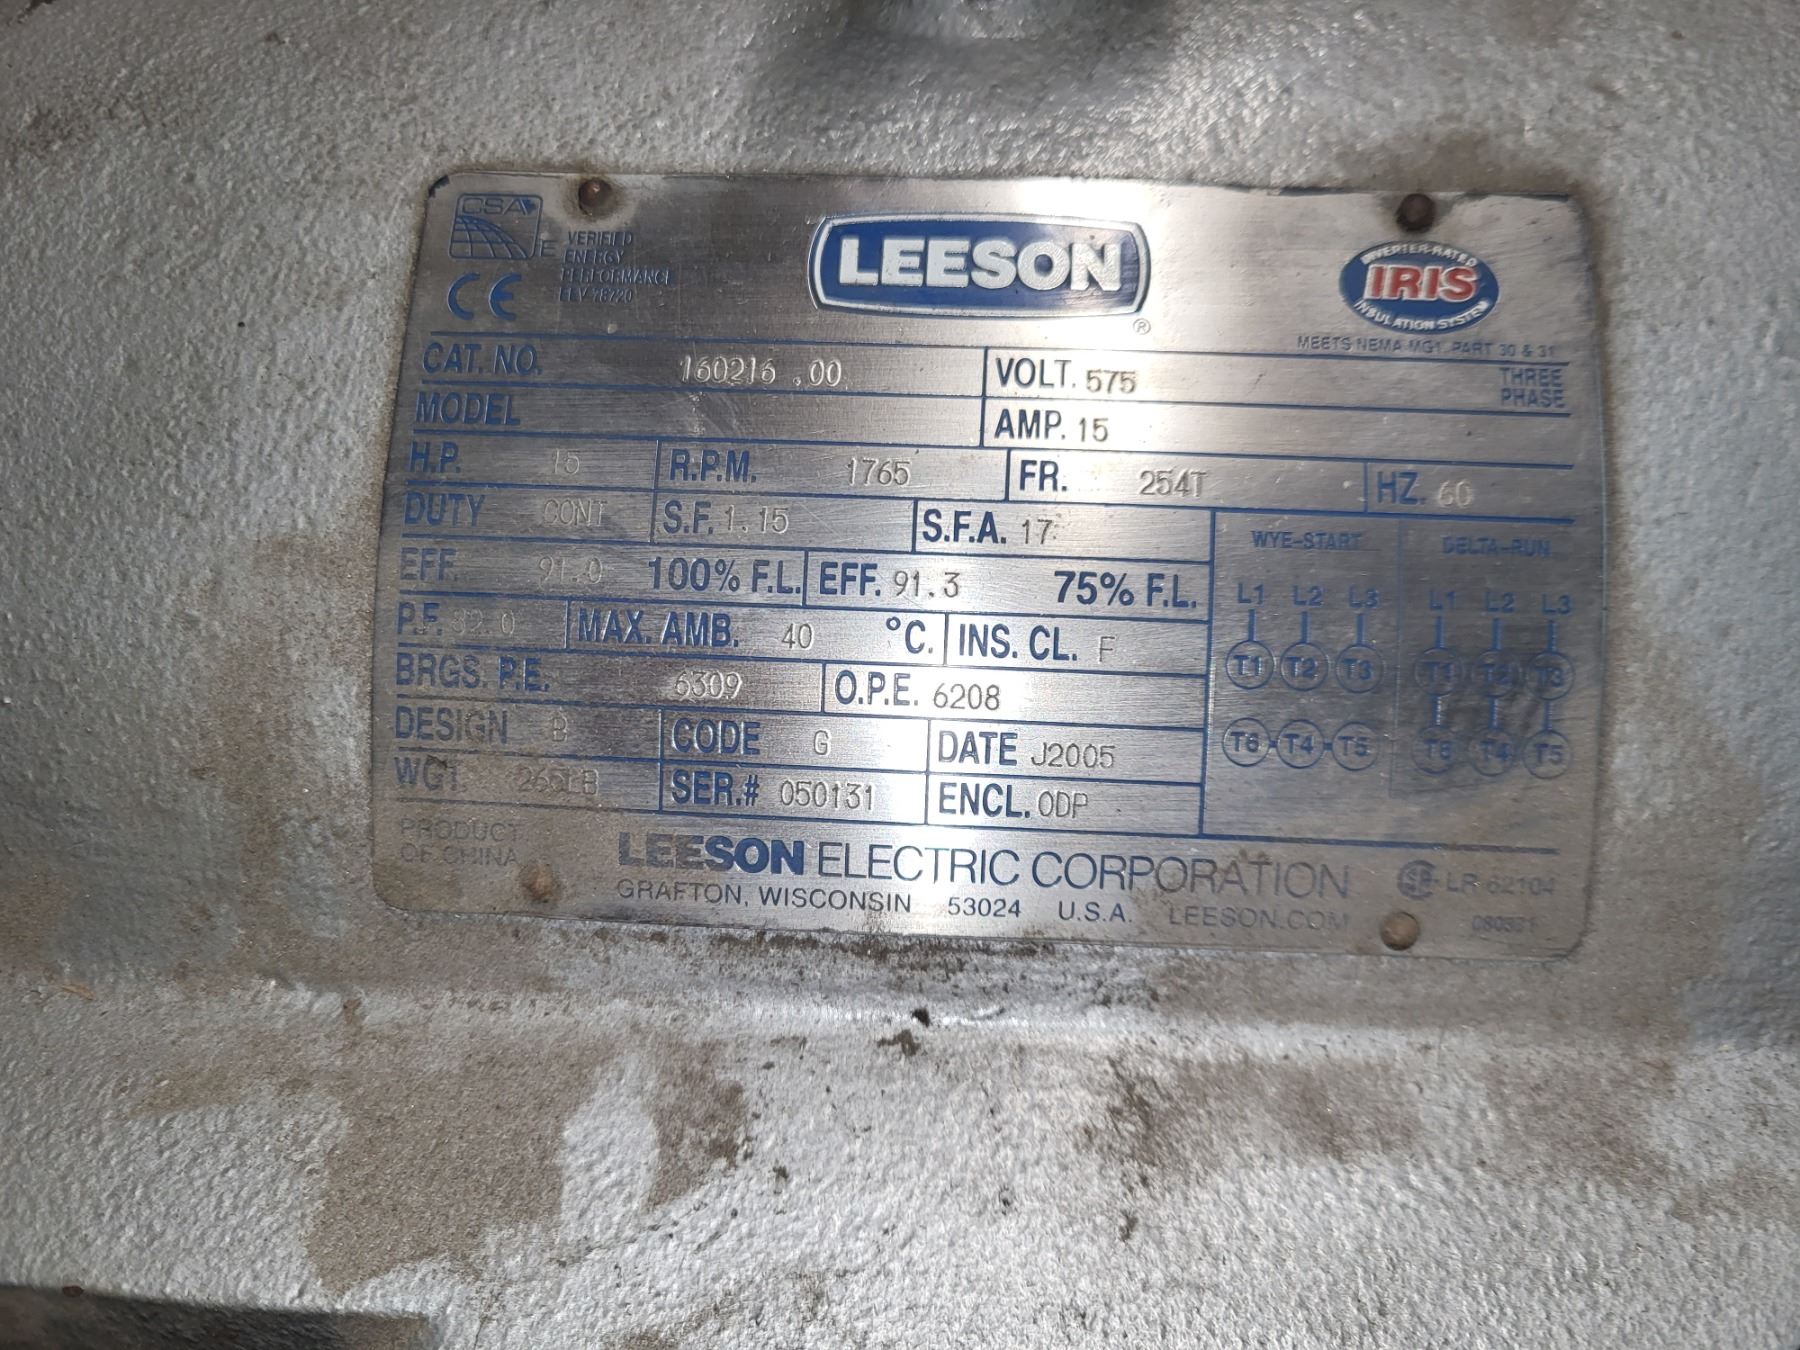 CSA
E VERIFIED
ENERGY
PERFORMANCE
EEV 78720
CE
LEESON
®
INVERTER-RATED
IRIS
INSULATION SYSTEM
MEETS NEMA MG1 PART 30 & 31
CAT. NO. 160216 .00 VOLT. 575 THREE
PHASE
MODEL AMP. 15
H.P. 15 R.P.M. 1765 FR. 254T HZ. 60
DUTY CONT S.F. 1.15 S.F.A. 17
EFF. 91.0 100% F.L. EFF. 91.3 75% F.L.
P.F. 82.0 MAX. AMB. 40 °C. INS. CL. F
BRGS. P.E. 6309 O.P.E. 6208
DESIGN B CODE G DATE J2005
WGT. LB SER.# 050131 ENCL. ODP
WYE-START DELTA-RUN
L1 L2 L3 L1 L2 L3
T1 T2 T3 T1 T2 T3
T6 T4 T5 T6 T4 T5
PRODUCT
OF CHINA
LEESON ELECTRIC CORPORATION
GRAFTON, WISCONSIN 53024 U.S.A. LEESON.COM
LR 62104